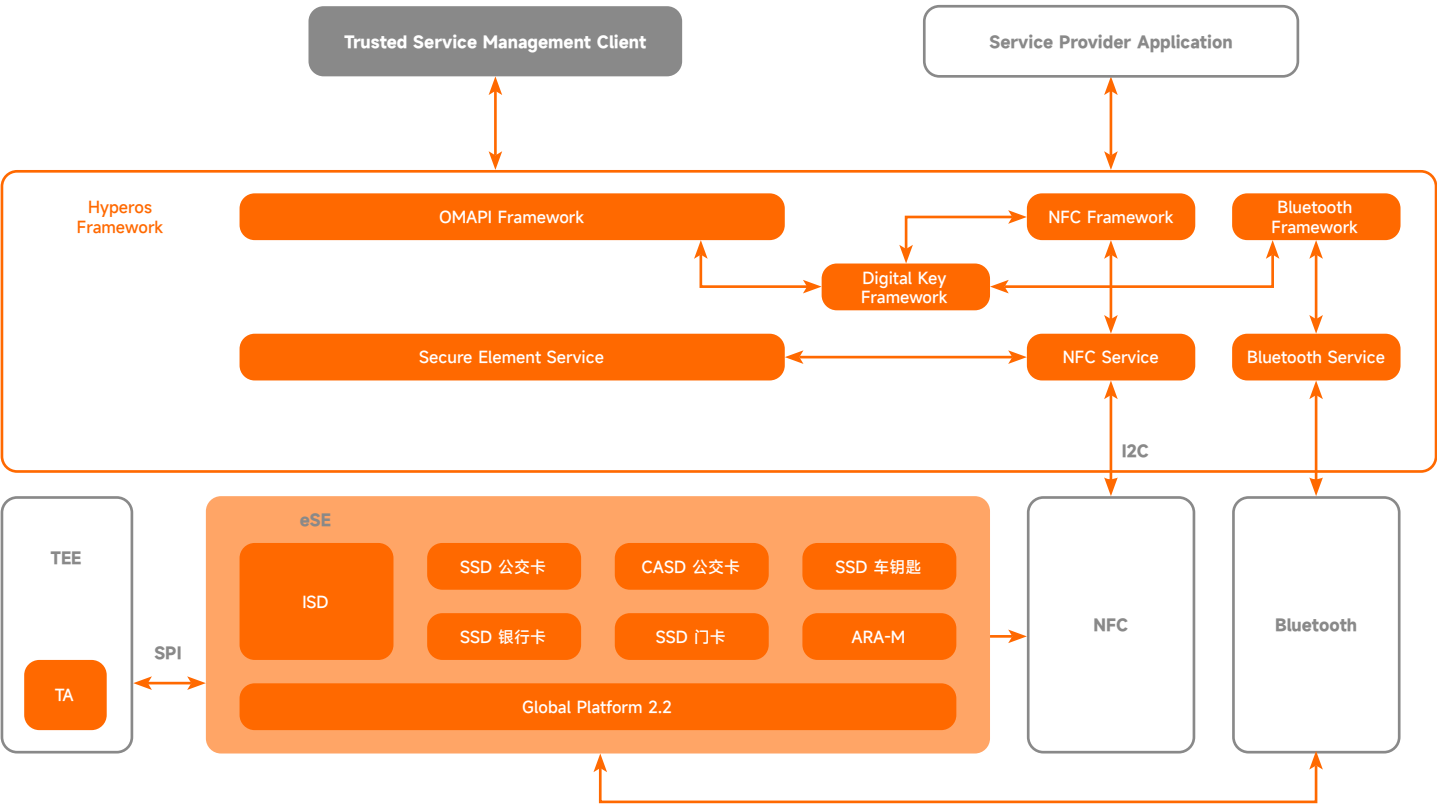 Trusted Service Management Client
Service Provider Application
Hyperos
Framework
OMAPI Framework
NFC Framework
Bluetooth
Framework
Digital Key
Framework
Secure Element Service
NFC Service
Bluetooth Service
I2C
TEE
TA
SPI
eSE
ISD
SSD 公交卡
CASD 公交卡
SSD 车钥匙
SSD 银行卡
SSD 门卡
ARA-M
Global Platform 2.2
NFC
Bluetooth